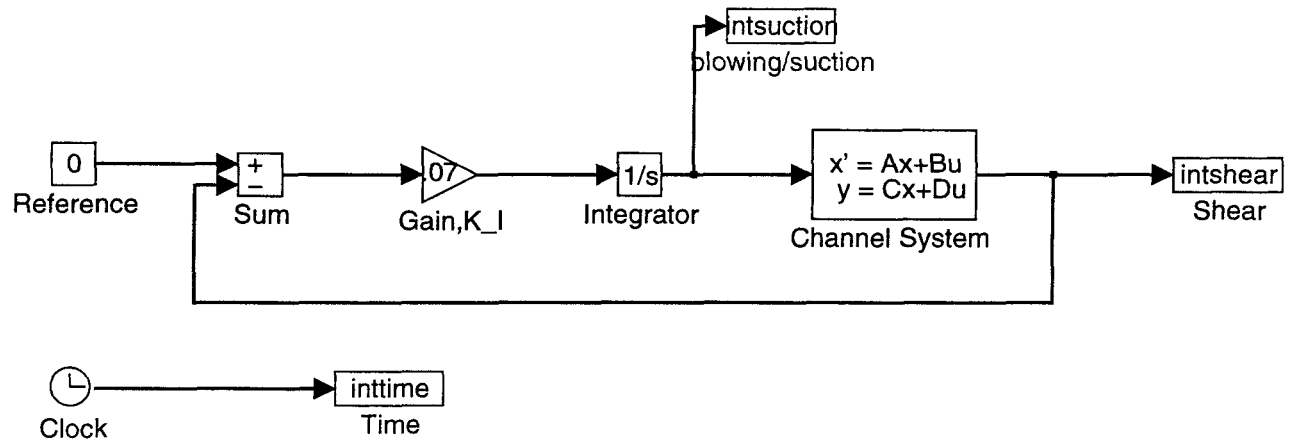 intsuction
blowing/suction
0
Reference
+
−
Sum
.07
Gain,K_I
1/s
Integrator
x' = Ax+Bu
y = Cx+Du
Channel System
intshear
Shear
Clock
inttime
Time